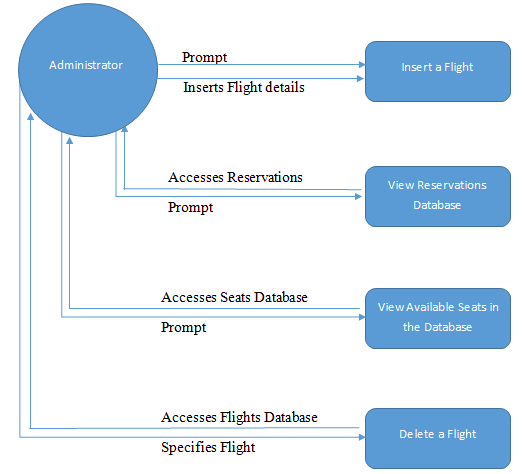 Administrator
Prompt
Inserts Flight details
Insert a Flight
Accesses Reservations
Prompt
View Reservations
Database
Accesses Seats Database
Prompt
View Available Seats in
the Database
Accesses Flights Database
Specifies Flight
Delete a Flight